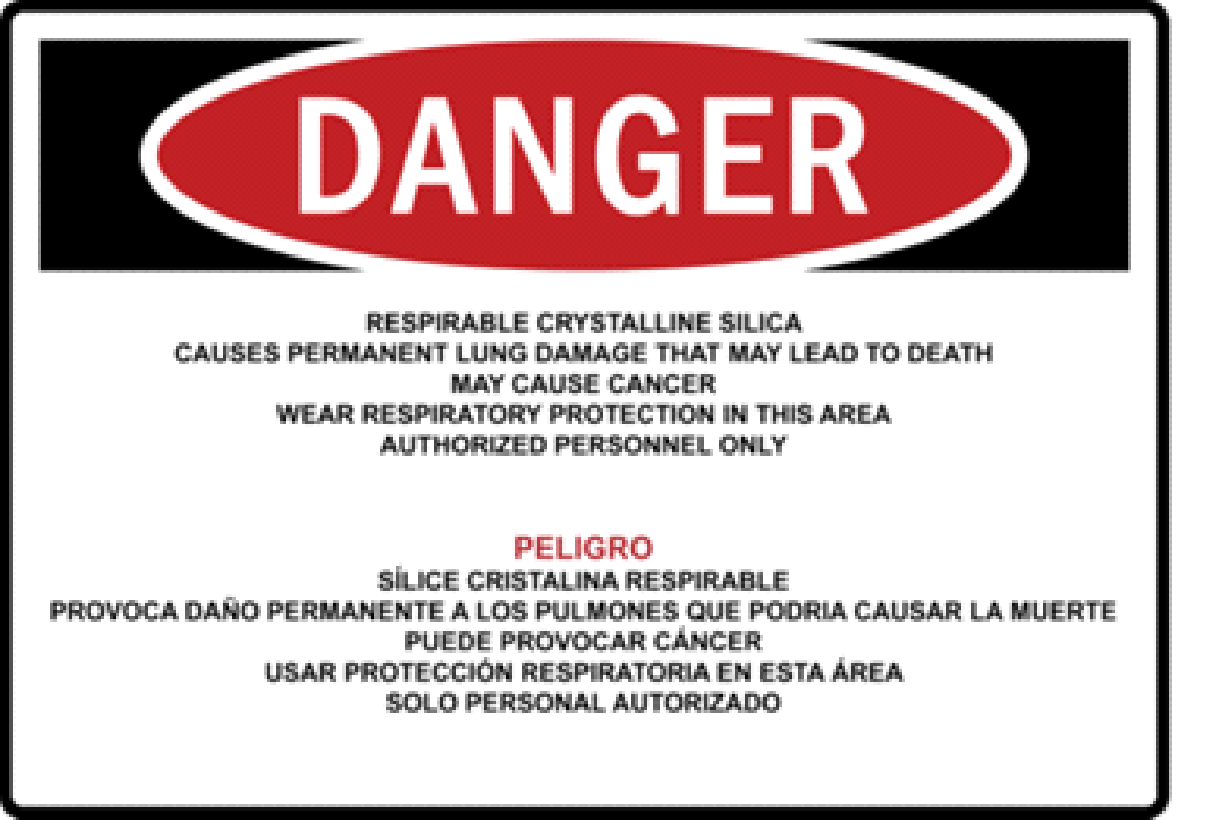 DANGER
RESPIRABLE CRYSTALLINE SILICA
CAUSES PERMANENT LUNG DAMAGE THAT MAY LEAD TO DEATH
MAY CAUSE CANCER
WEAR RESPIRATORY PROTECTION IN THIS AREA
AUTHORIZED PERSONNEL ONLY
PELIGRO
SÍLICE CRISTALINA RESPIRABLE
PROVOCA DAÑO PERMANENTE A LOS PULMONES QUE PODRIA CAUSAR LA MUERTE
PUEDE PROVOCAR CÁNCER
USAR PROTECCIÓN RESPIRATORIA EN ESTA ÁREA
SOLO PERSONAL AUTORIZADO